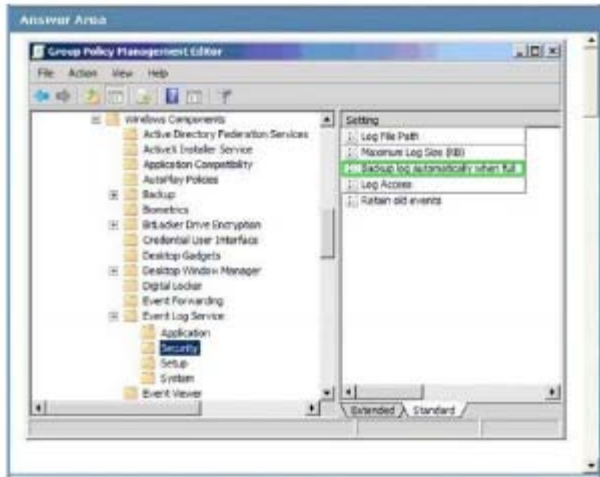 Answer Area
Group Policy Management Editor
File Action View Help
Windows Components
Active Directory Federation Services
ActiveX Installer Service
Application Compatibility
AutoPlay Policies
Backup
Biometrics
BitLocker Drive Encryption
Credential User Interface
Desktop Gadgets
Desktop Window Manager
Digital Locker
Event Forwarding
Event Log Service
Application
Security
Setup
System
Event Viewer
Setting
Log File Path
Maximum Log Size (KB)
Backup log automatically when full
Log Access
Retain old events
Extended Standard